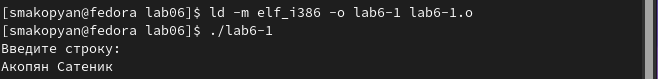 [smakopyan@fedora lab06]$ ld -m elf_i386 -o lab6-1 lab6-1.o
[smakopyan@fedora lab06]$ ./lab6-1
Введите строку:
Акопян Сатеник